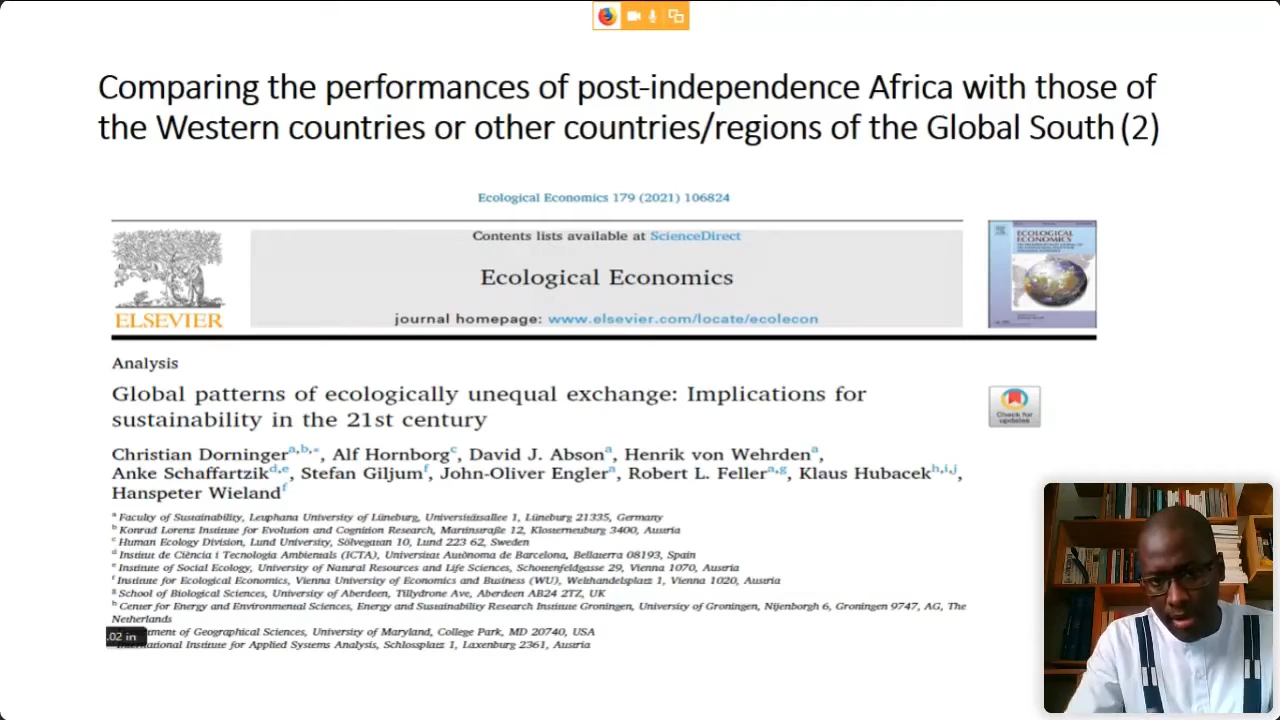 Comparing the performances of post-independence Africa with those of
the Western countries or other countries/regions of the Global South (2)
Ecological Economics 179 (2021) 106824
Contents lists available at ScienceDirect
Ecological Economics
journal homepage: www.elsevier.com/locate/ecolecon
ELSEVIER
ECOLOGICAL
ECONOMICS
Analysis
Global patterns of ecologically unequal exchange: Implications for
sustainability in the 21st century
Check for
updates
Christian Dorninger a,b,*, Alf Hornborg c, David J. Abson a, Henrik von Wehrden a,
Anke Schaffartzik d,e, Stefan Giljum f, John-Oliver Engler a, Robert L. Feller a,g, Klaus Hubacek h,i,j,
Hanspeter Wieland f
a Faculty of Sustainability, Leuphana University of Lüneburg, Universitätsallee 1, Lüneburg 21335, Germany
b Konrad Lorenz Institute for Evolution and Cognition Research, Martinstraße 12, Klosterneuburg 3400, Austria
c Human Ecology Division, Lund University, Sölvegatan 10, Lund 223 62, Sweden
d Institut de Ciència i Tecnologia Ambientals (ICTA), Universitat Autònoma de Barcelona, Bellaterra 08193, Spain
e Institute of Social Ecology, University of Natural Resources and Life Sciences, Schottenfeldgasse 29, Vienna 1070, Austria
f Institute for Ecological Economics, Vienna University of Economics and Business (WU), Welthandelsplatz 1, Vienna 1020, Austria
g School of Biological Sciences, University of Aberdeen, Tillydrone Ave, Aberdeen AB24 2TZ, UK
h Center for Energy and Environmental Sciences, Energy and Sustainability Research Institute Groningen, University of Groningen, Nijenborgh 6, Groningen 9747, AG, The
Netherlands
.02 in
ment of Geographical Sciences, University of Maryland, College Park, MD 20740, USA
International Institute for Applied Systems Analysis, Schlossplatz 1, Laxenburg 2361, Austria